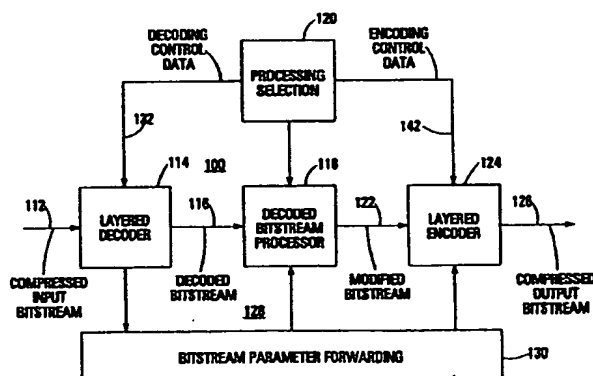 120
DECODING
CONTROL
DATA
ENCODING
CONTROL
DATA
PROCESSING
SELECTION
132
142
100
114
118
124
112
LAYERED
DECODER
116
DECODED
BITSTREAM
PROCESSOR
122
LAYERED
ENCODER
126
COMPRESSED
INPUT
BITSTREAM
DECODED
BITSTREAM
MODIFIED
BITSTREAM
COMPRESSED
OUTPUT
BITSTREAM
128
BITSTREAM PARAMETER FORWARDING
130